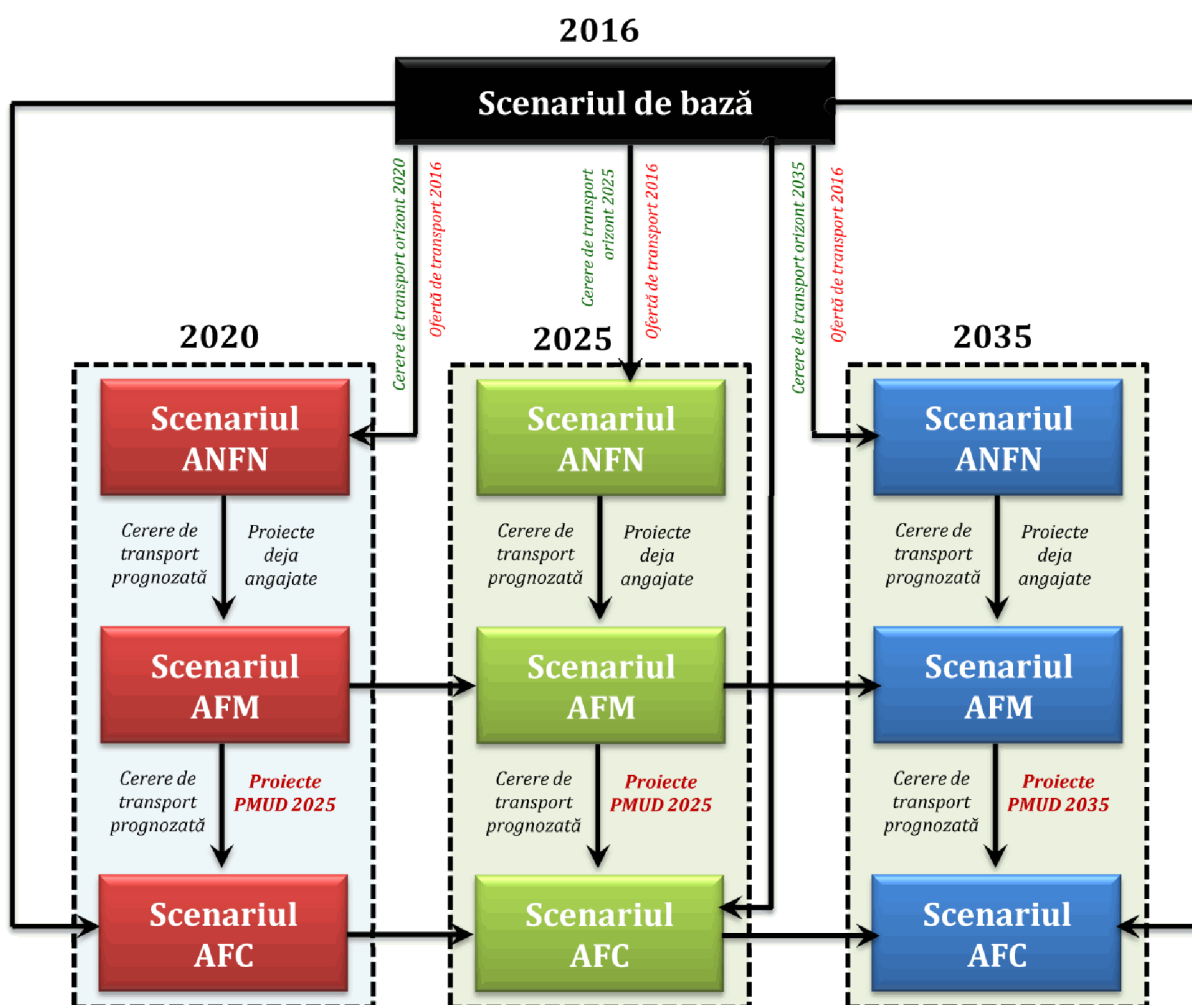 2016
Scenariul de bază
Cerere de transport orizont 2020
Ofertă de transport 2016
Cerere de transport
orizont 2025
Ofertă de transport 2016
Cerere de transport orizont 2035
Ofertă de transport 2016
2020
Scenariul
ANFN
Cerere de
transport
prognozată
Proiecte
deja
angajate
Scenariul
AFM
Cerere de
transport
prognozată
Proiecte
PMUD 2025
Scenariul
AFC
2025
Scenariul
ANFN
Cerere de
transport
prognozată
Proiecte
deja
angajate
Scenariul
AFM
Cerere de
transport
prognozată
Proiecte
PMUD 2025
Scenariul
AFC
2035
Scenariul
ANFN
Cerere de
transport
prognozată
Proiecte
deja
angajate
Scenariul
AFM
Cerere de
transport
prognozată
Proiecte
PMUD 2035
Scenariul
AFC